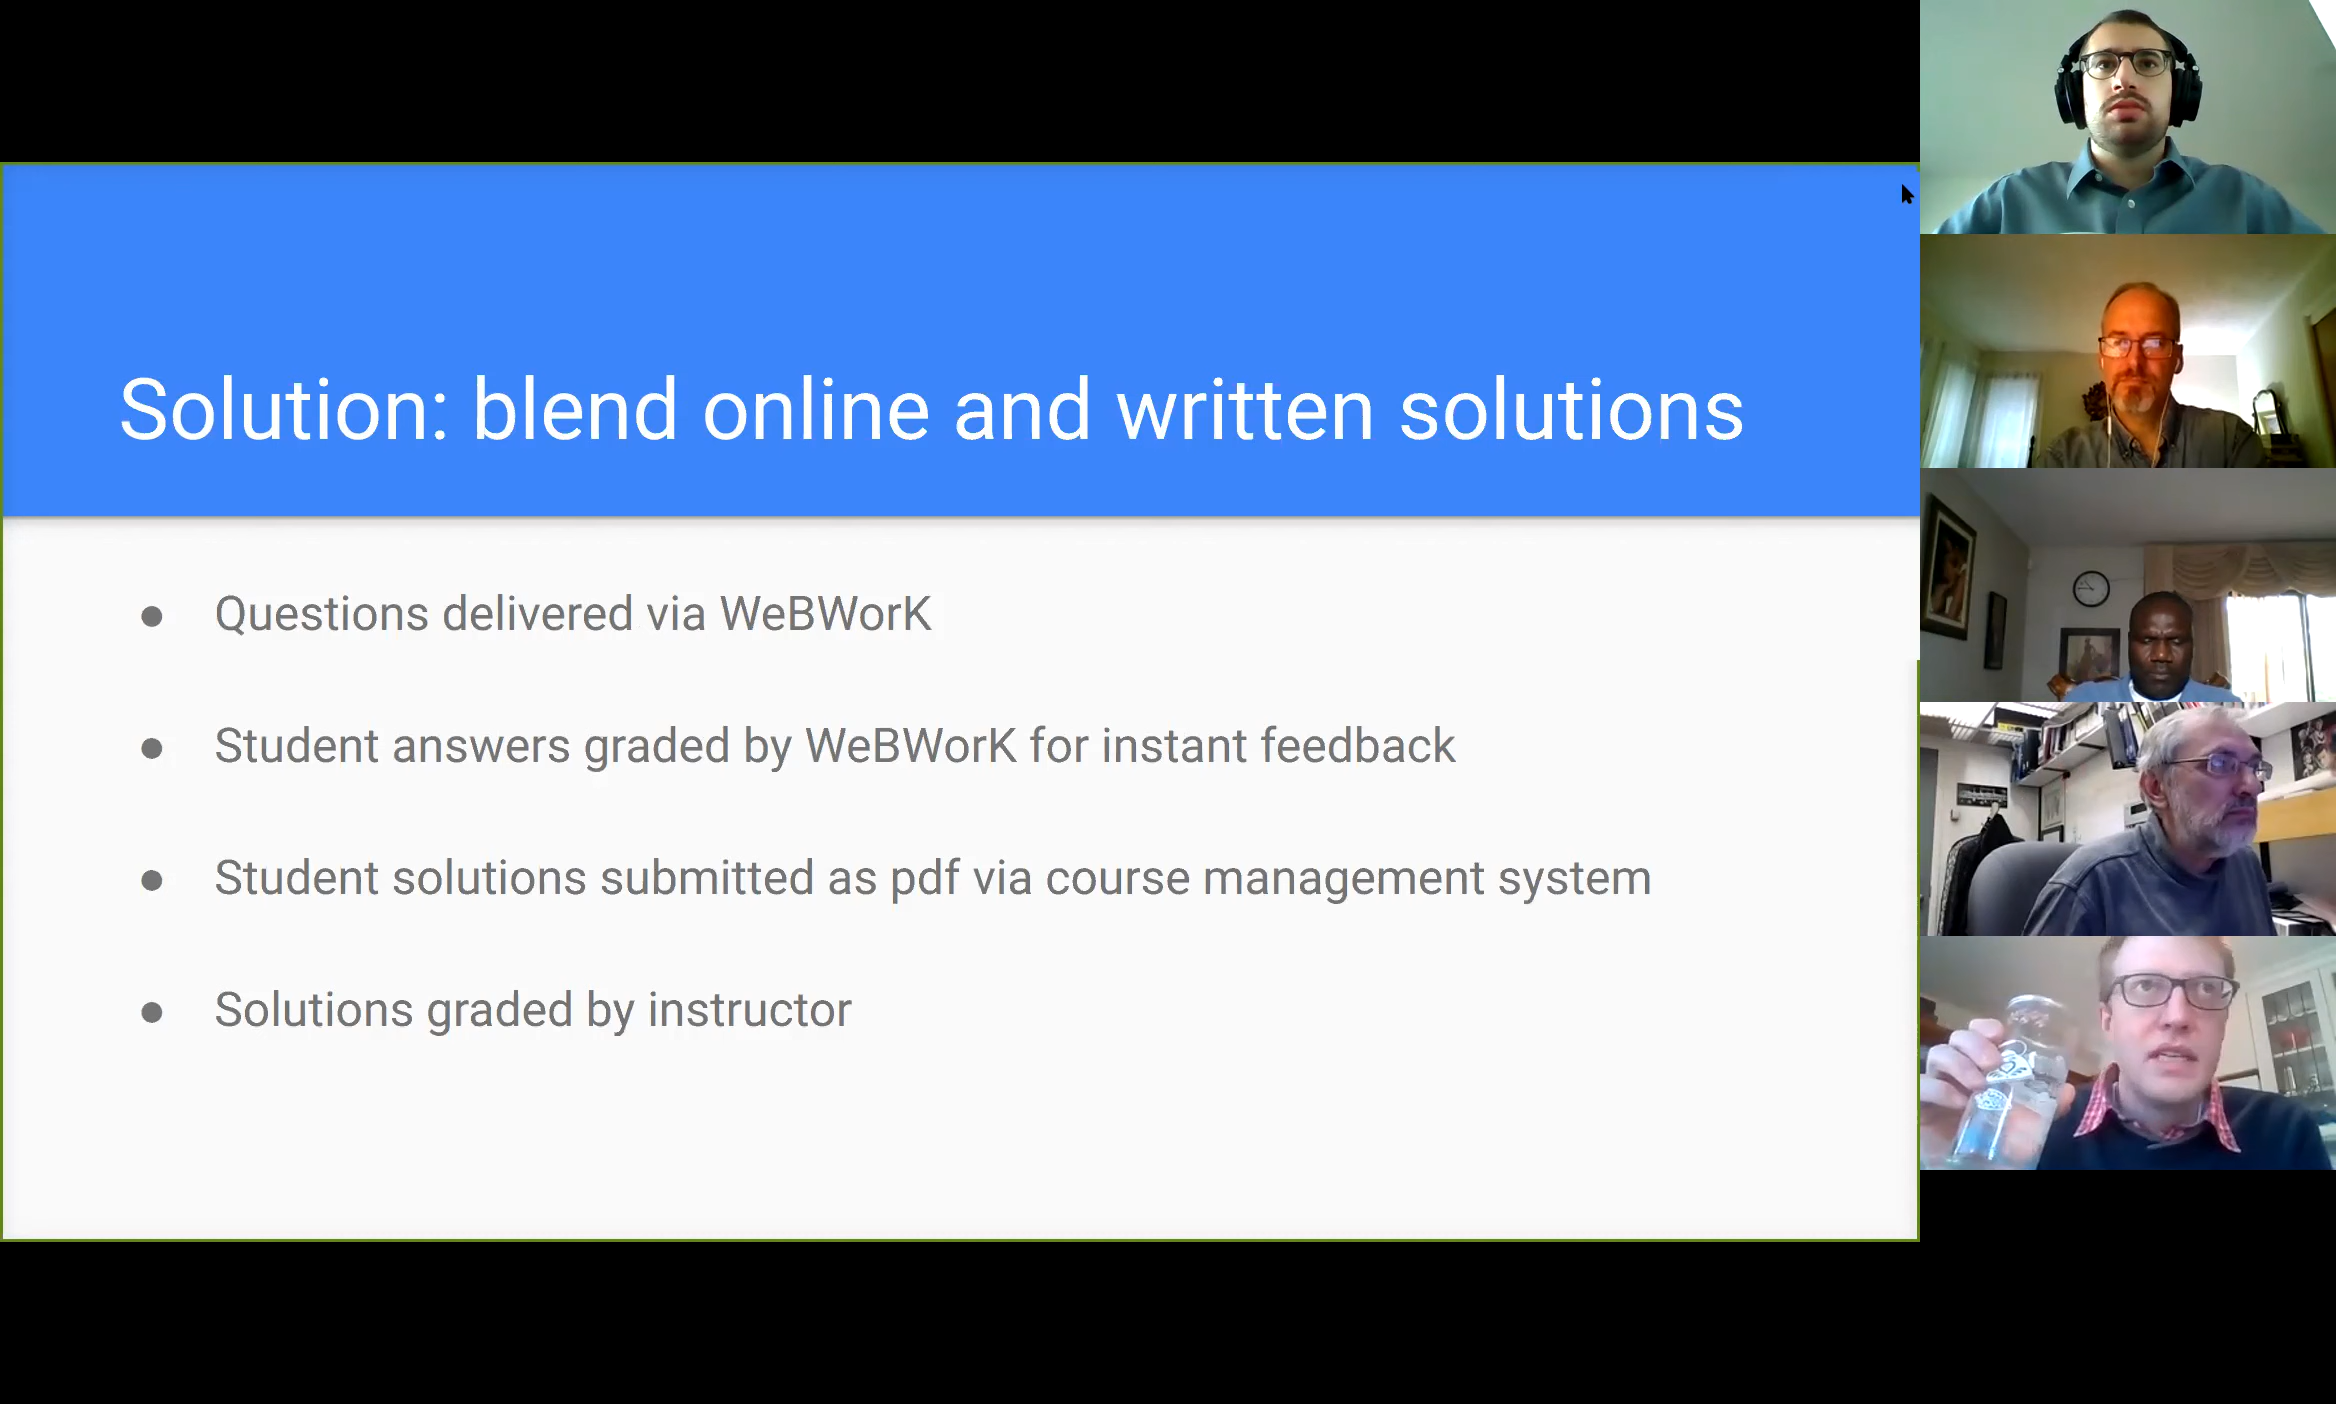 Solution: blend online and written solutions
Questions delivered via WeBWorK
Student answers graded by WeBWorK for instant feedback
Student solutions submitted as pdf via course management system
Solutions graded by instructor